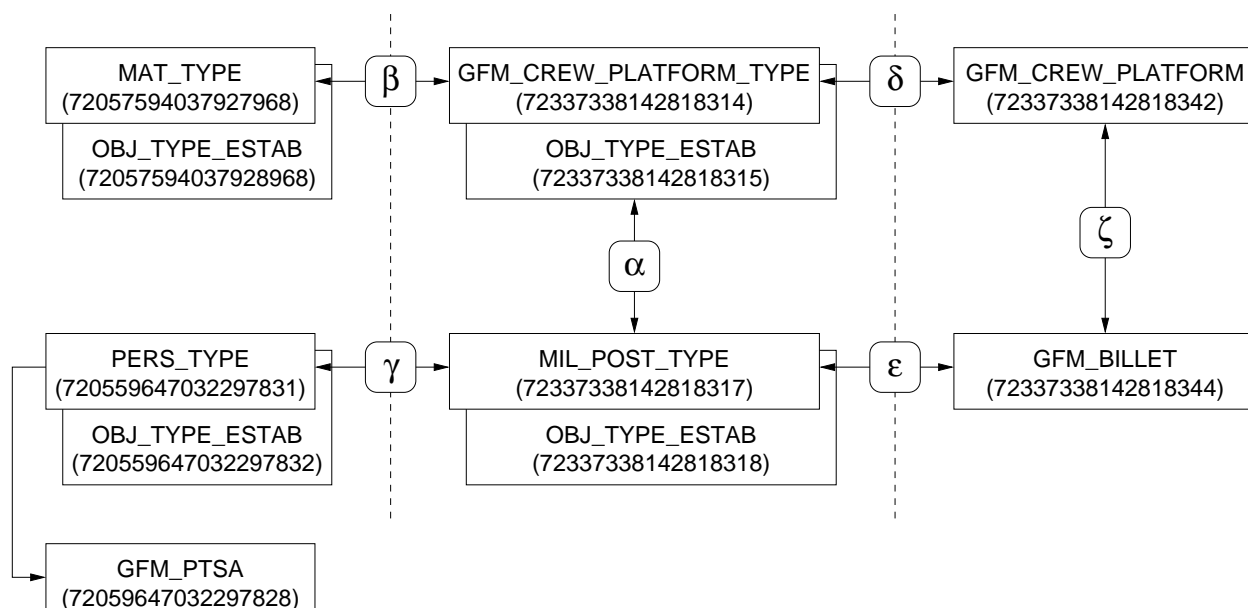 MAT_TYPE
(72057594037927968)
OBJ_TYPE_ESTAB
(72057594037928968)
β
GFM_CREW_PLATFORM_TYPE
(72337338142818314)
OBJ_TYPE_ESTAB
(72337338142818315)
δ
GFM_CREW_PLATFORM
(72337338142818342)
α
ζ
PERS_TYPE
(720559647032297831)
OBJ_TYPE_ESTAB
(720559647032297832)
γ
MIL_POST_TYPE
(72337338142818317)
OBJ_TYPE_ESTAB
(72337338142818318)
ε
GFM_BILLET
(72337338142818344)
GFM_PTSA
(72059647032297828)